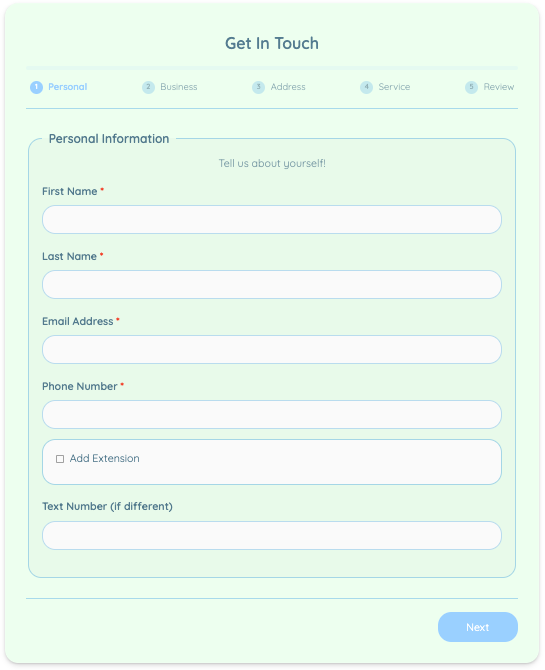 Get In Touch
1 Personal 2 Business 3 Address 4 Service 5 Review
Personal Information
Tell us about yourself!
First Name *
Last Name *
Email Address *
Phone Number *
Add Extension
Text Number (if different)
Next